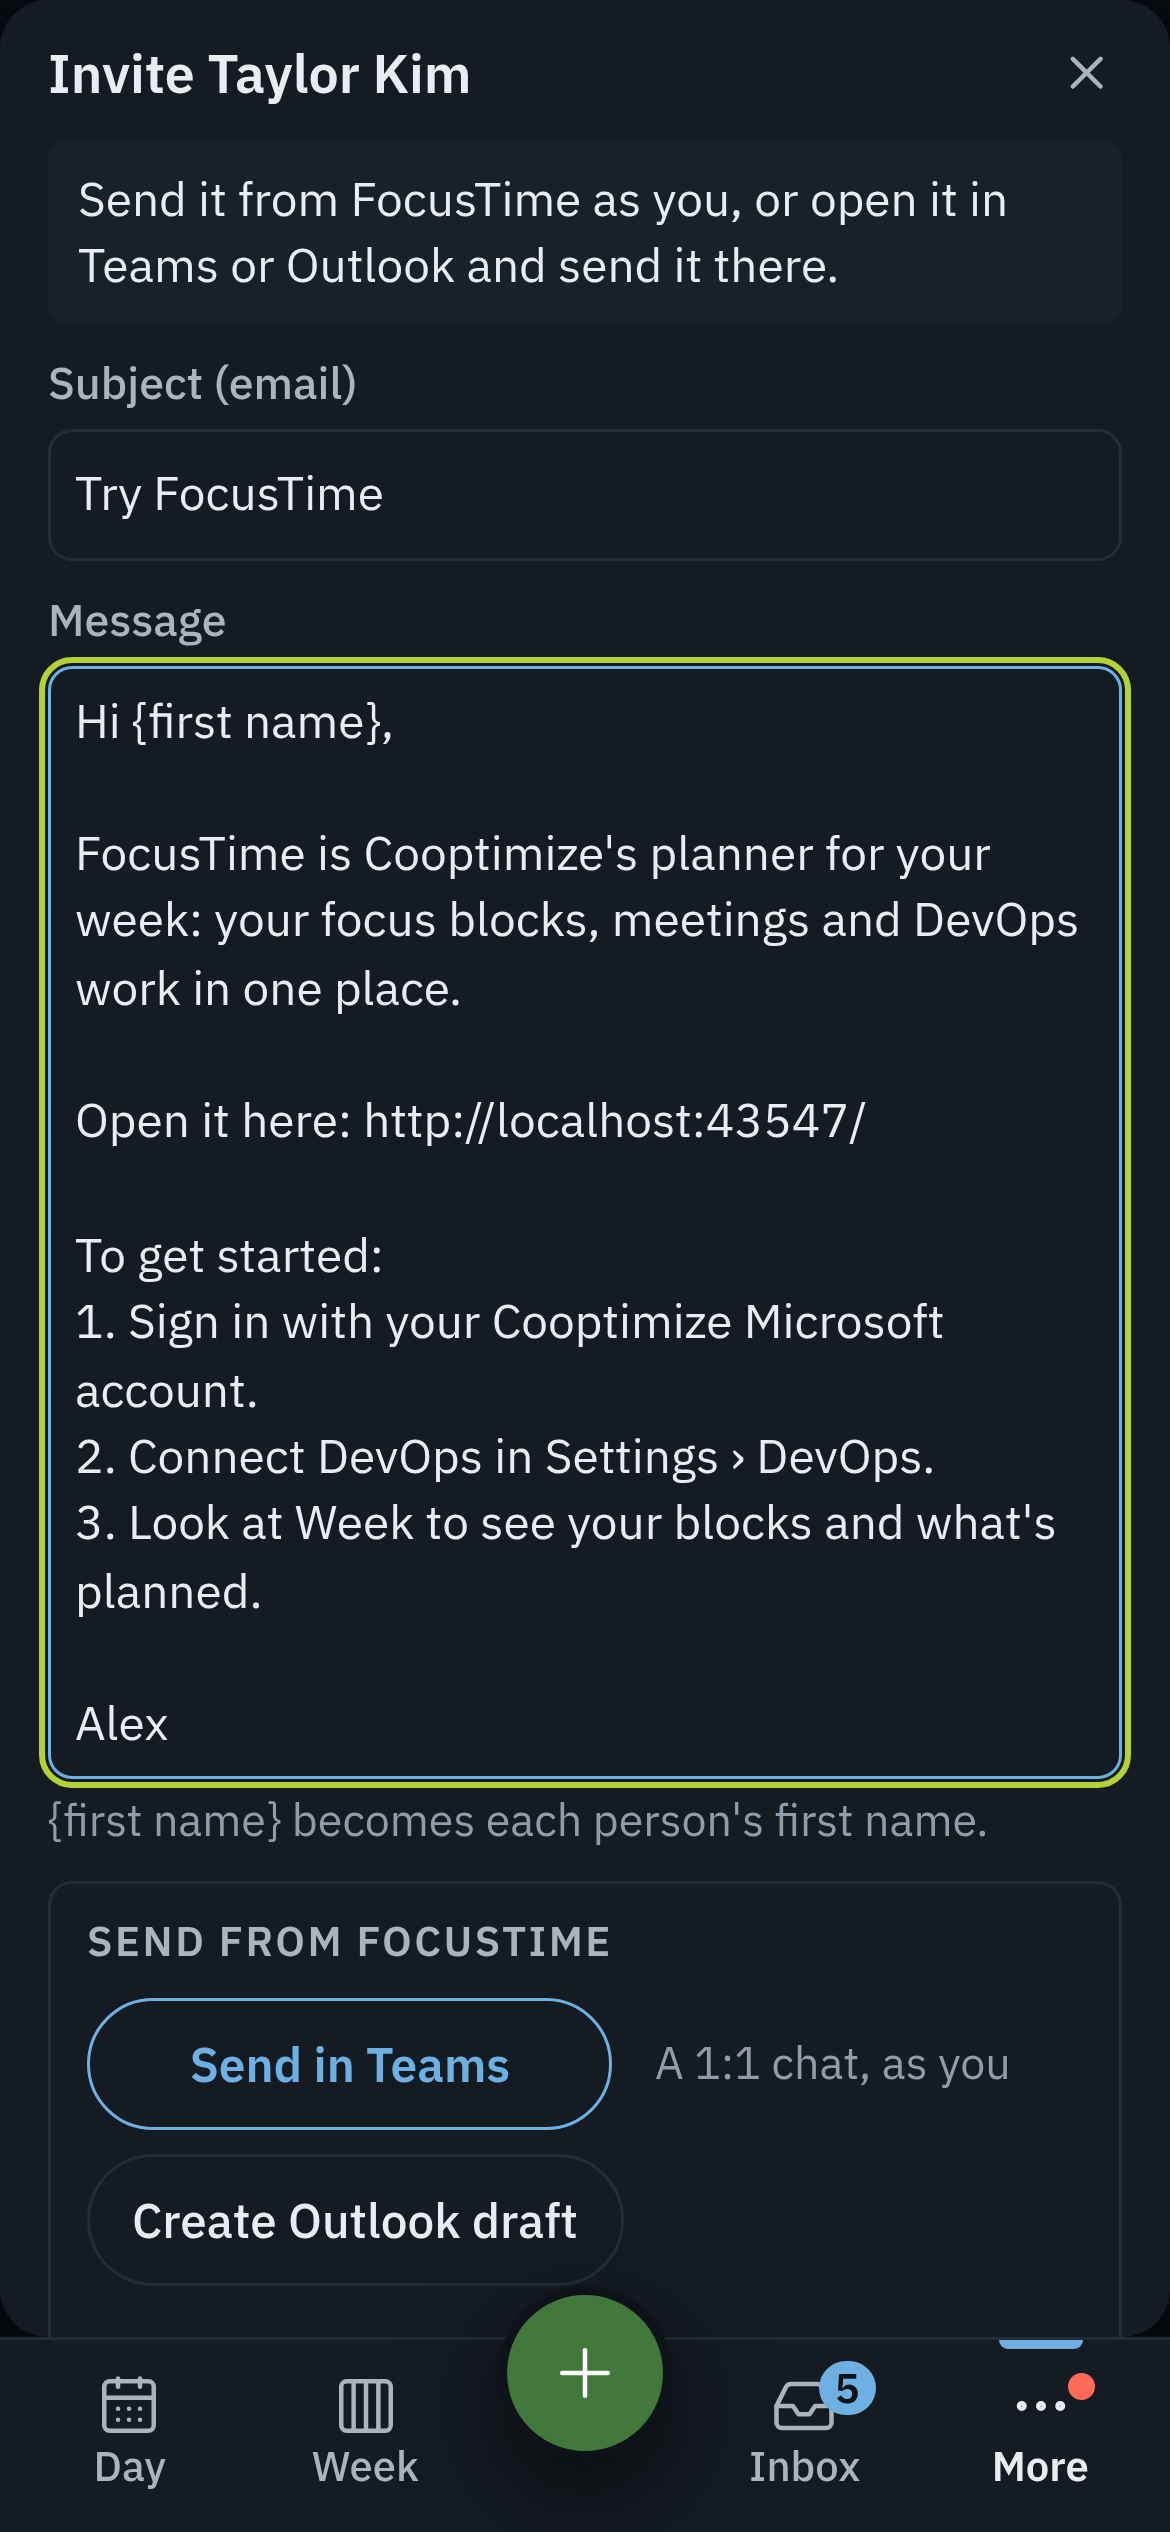 Invite Taylor Kim
Send it from FocusTime as you, or open it in
Teams or Outlook and send it there.
Subject (email)
Try FocusTime
Message
Hi {first name},
FocusTime is Cooptimize's planner for your
week: your focus blocks, meetings and DevOps
work in one place.
Open it here: http://localhost:43547/
To get started:
1. Sign in with your Cooptimize Microsoft
account.
2. Connect DevOps in Settings › DevOps.
3. Look at Week to see your blocks and what's
planned.
Alex
{first name} becomes each person's first name.
SEND FROM FOCUSTIME
Send in Teams
A 1:1 chat, as you
Create Outlook draft
5
Day
Week
Inbox
More